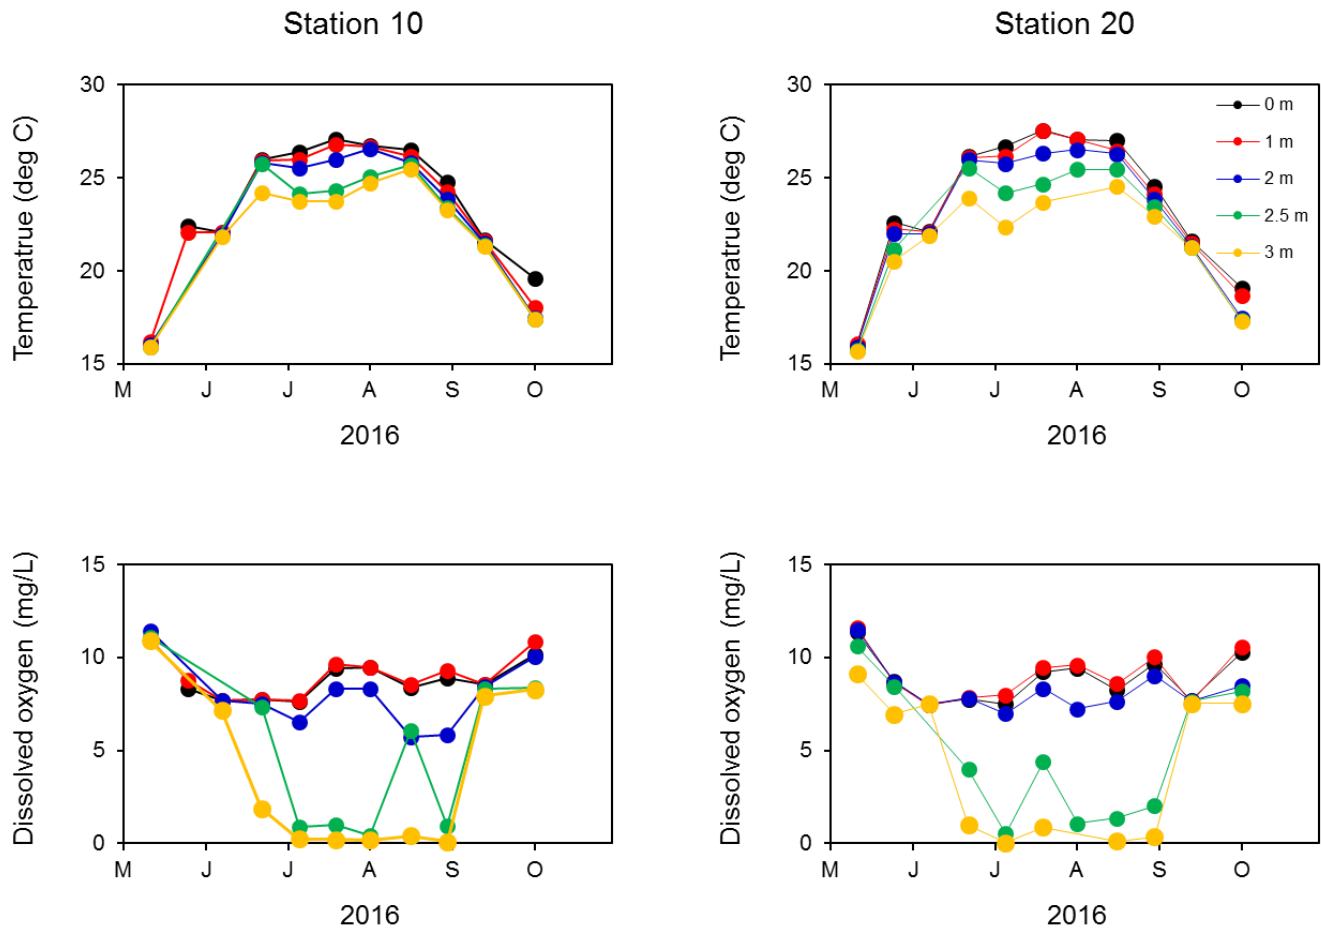 Station 10
Station 20
Temperatrue (deg C)
30
25
20
15
M J J A S O
2016
Temperatrue (deg C)
30
25
20
15
M J J A S O
2016
0 m
1 m
2 m
2.5 m
3 m
Dissolved oxygen (mg/L)
15
10
5
0
M J J A S O
2016
Dissolved oxygen (mg/L)
15
10
5
0
M J J A S O
2016